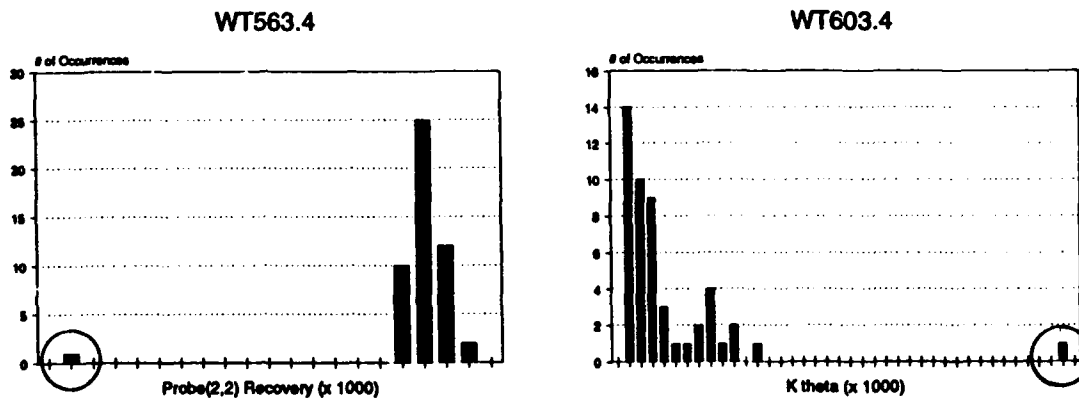 WT563.4
# of Occurrences
30
25
20
15
10
5
0
Probe(2,2) Recovery (x 1000)
WT603.4
# of Occurrences
16
14
12
10
8
6
4
2
0
K theta (x 1000)